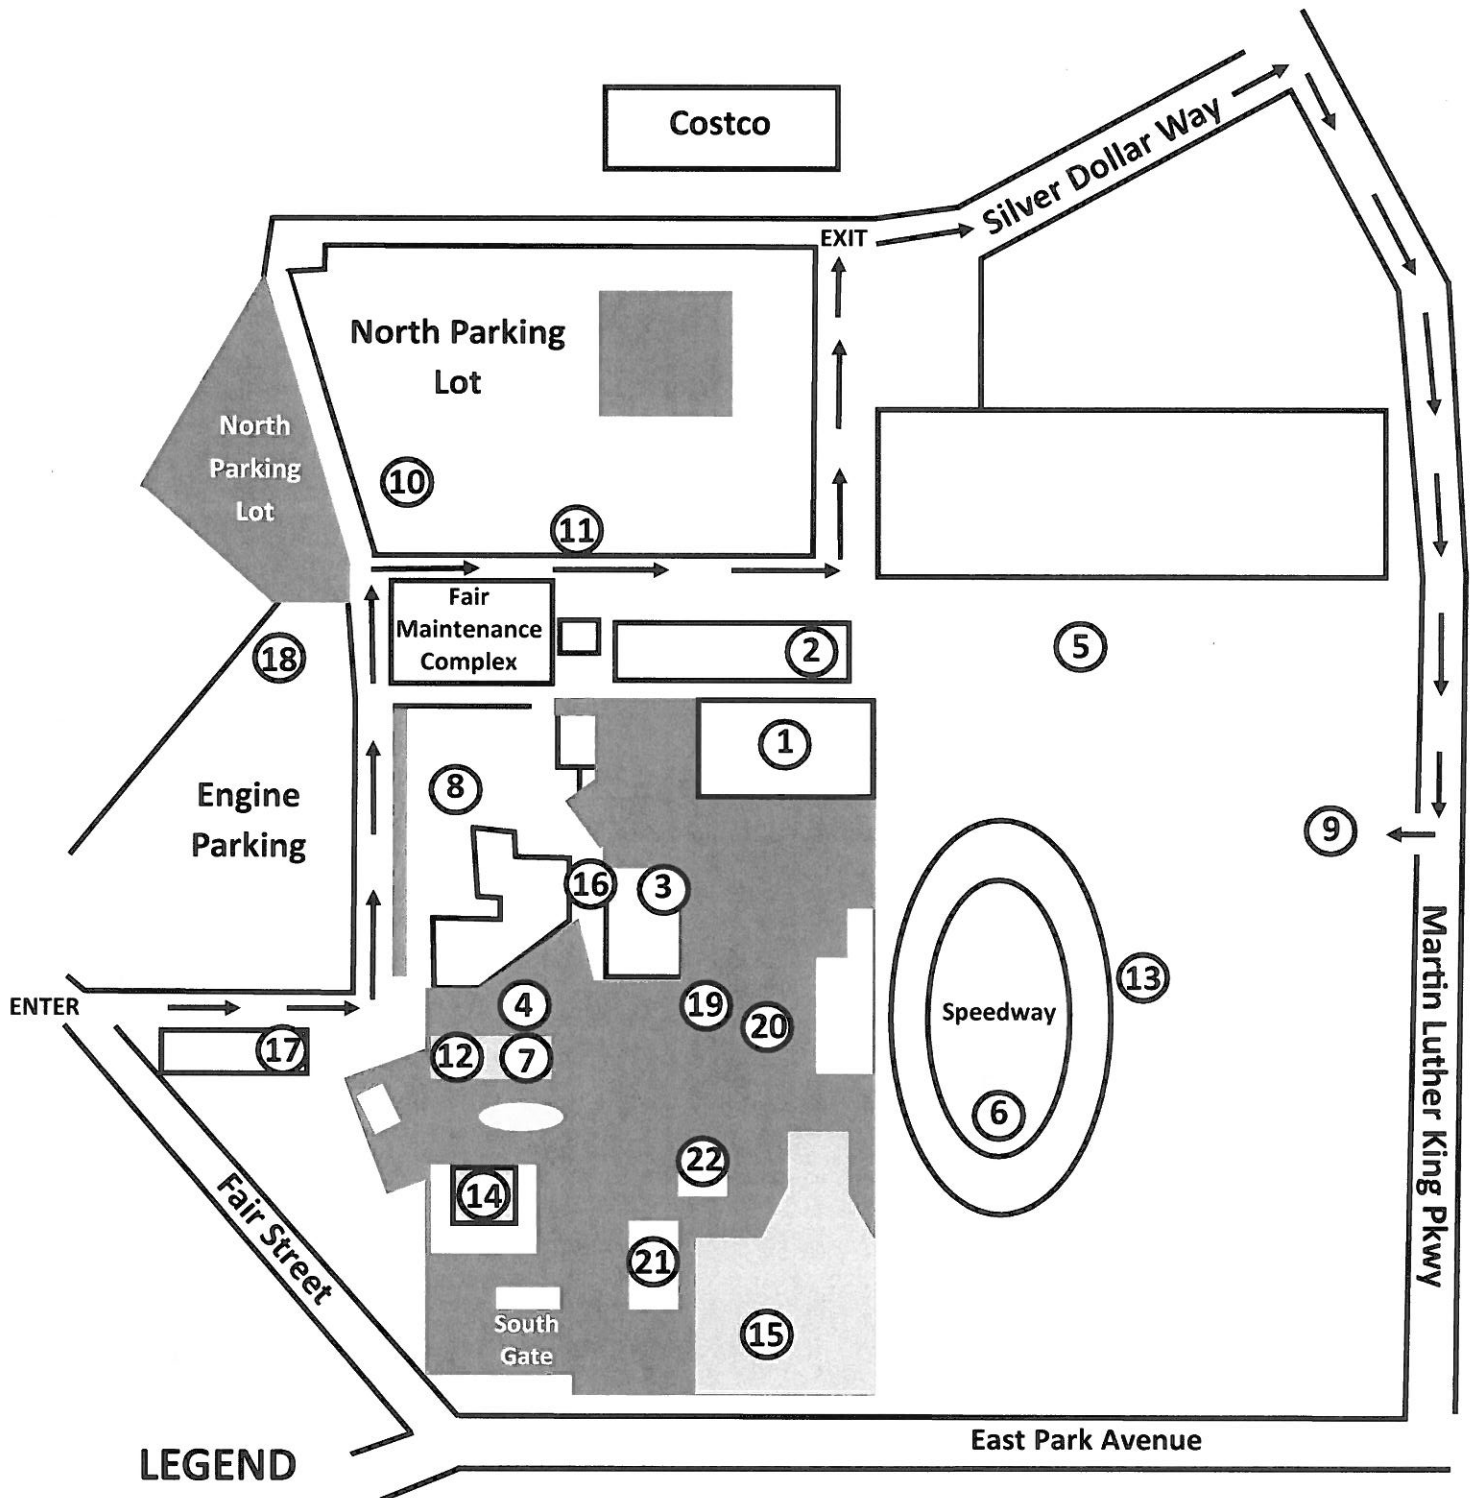 Costco
Silver Dollar Way
EXIT
North Parking
Lot
North
Parking
Lot
10
11
Fair
Maintenance
Complex
2
5
18
1
8
Engine
Parking
9
16
3
Martin Luther King Pkwy
13
ENTER
4
19
20
Speedway
17
12
7
6
22
14
Fair Street
21
South
Gate
15
East Park Avenue
LEGEND